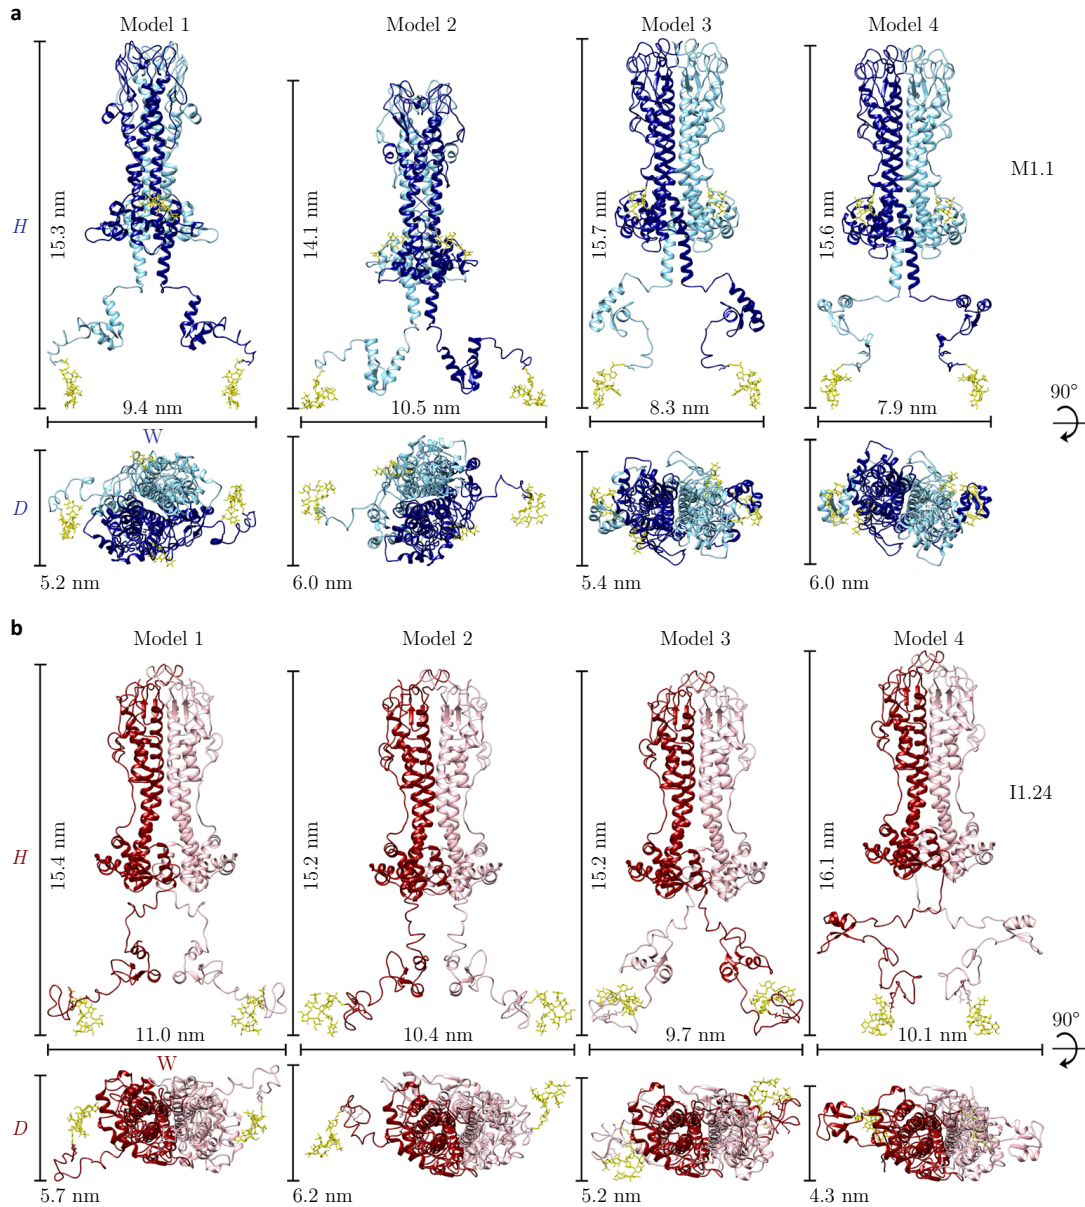 a
Model 1
Model 2
Model 3
Model 4
M1.1
H
15.3 nm
14.1 nm
15.7 nm
15.6 nm
9.4 nm
10.5 nm
8.3 nm
7.9 nm
90°
W
D
5.2 nm
6.0 nm
5.4 nm
6.0 nm
b
Model 1
Model 2
Model 3
Model 4
I1.24
H
15.4 nm
15.2 nm
15.2 nm
16.1 nm
11.0 nm
10.4 nm
9.7 nm
10.1 nm
90°
W
D
5.7 nm
6.2 nm
5.2 nm
4.3 nm